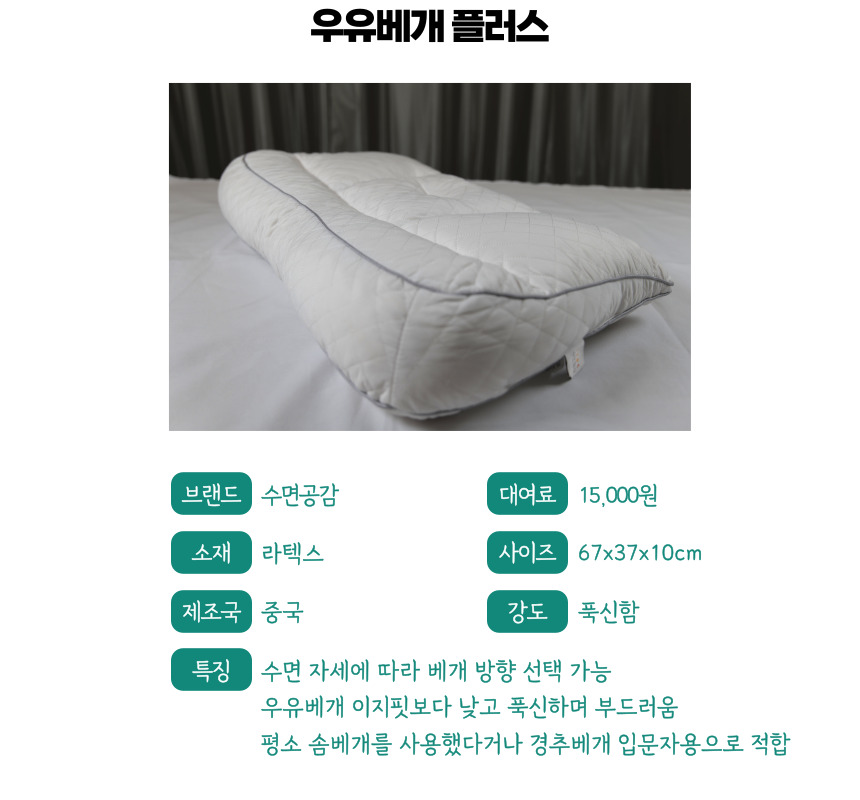 우유베개 플러스
브랜드 수면공감 대여료 15,000원
소재 라텍스 사이즈 67x37x10cm
제조국 중국 강도 푹신함
특징 수면 자세에 따라 베개 방향 선택 가능
우유베개 이지핏보다 낮고 푹신하며 부드러움
평소 솜베개를 사용했다거나 경추베개 입문자용으로 적합